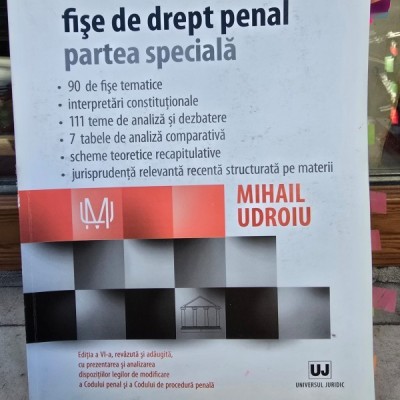 fişe de drept penal
partea specială
• 90 de fişe tematice
• interpretări constituţionale
• 111 teme de analiză şi dezbatere
• 7 tabele de analiză comparativă
• scheme teoretice recapitulative
• jurisprudenţă relevantă recentă structurată pe materii
MIHAIL
UDROIU
Ediţia a VI-a, revăzută şi adăugită,
cu prezentarea şi analizarea
dispoziţiilor legilor de modificare
a Codului penal şi a Codului de procedură penală
UJ
UNIVERSUL JURIDIC